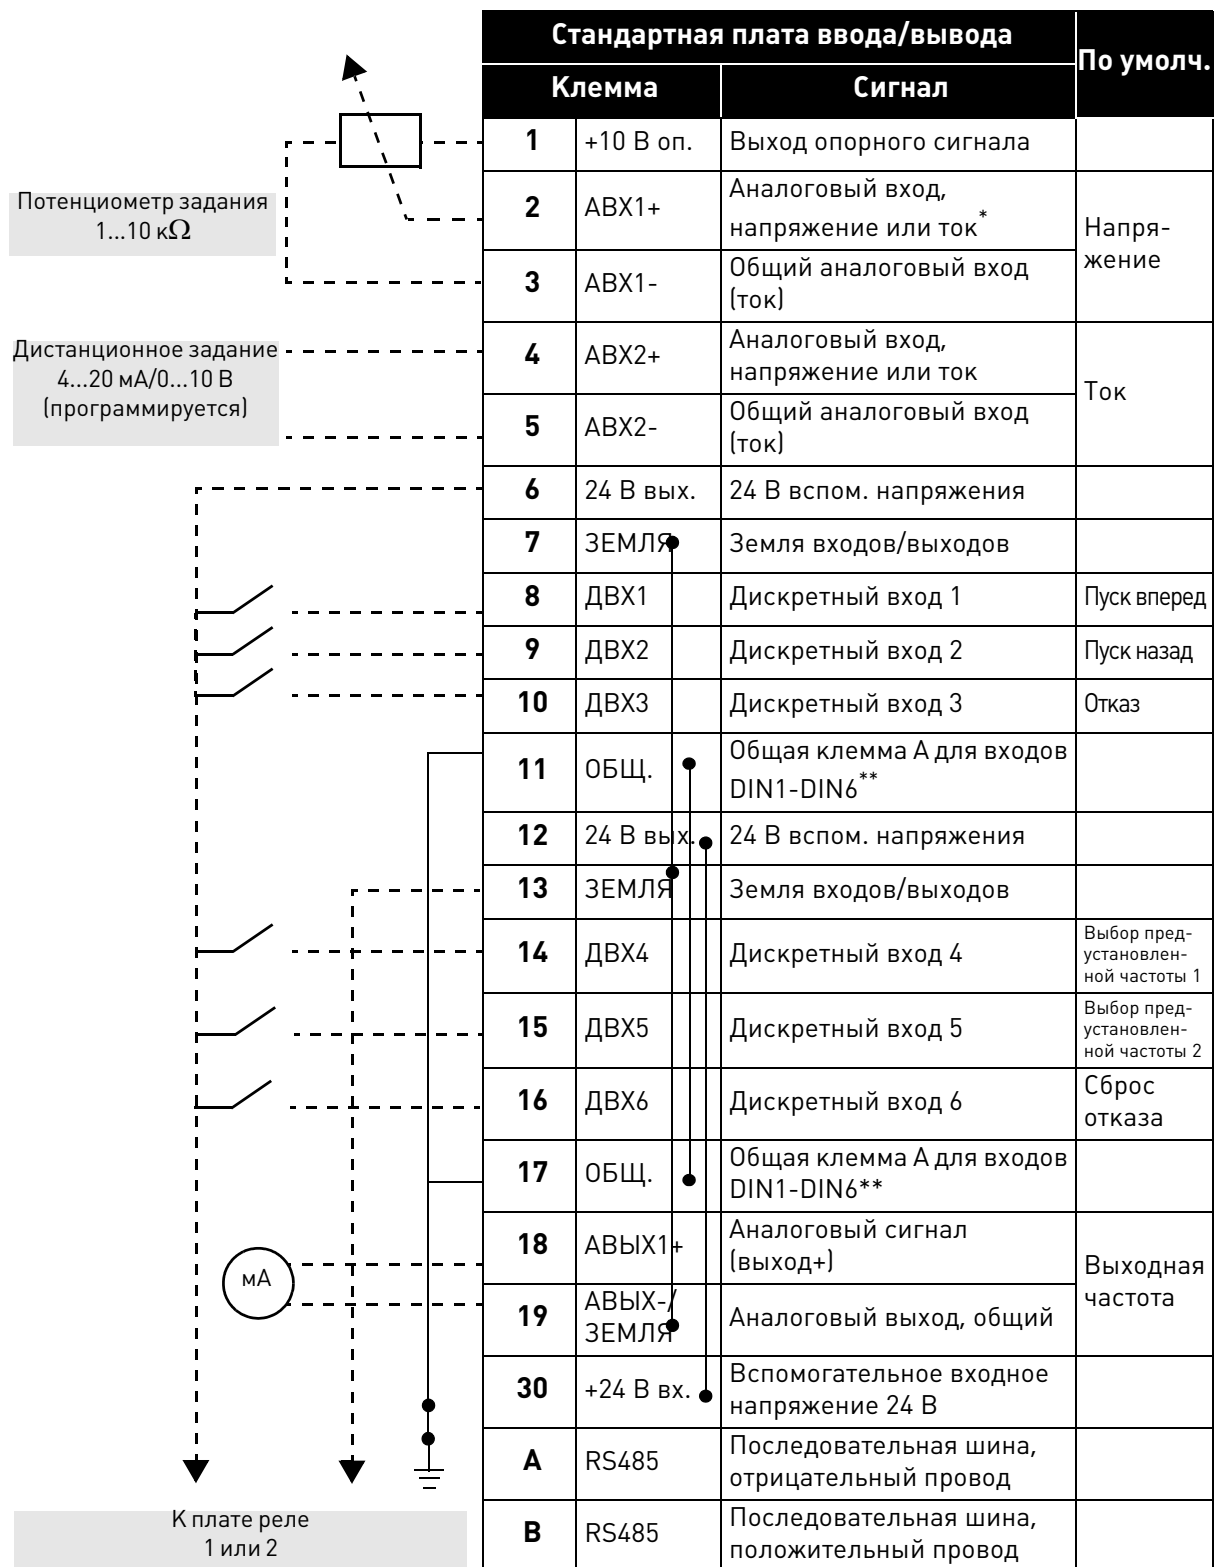 Стандартная плата ввода/вывода
По умолч.
Клемма
Сигнал
1
+10 В оп.
Выход опорного сигнала
Потенциометр задания
1...10 кΩ
2
АВХ1+
Аналоговый вход,
напряжение или ток*
Напря-
жение
3
АВХ1-
Общий аналоговый вход
(ток)
Дистанционное задание
4...20 мА/0...10 В
(программируется)
4
АВХ2+
Аналоговый вход,
напряжение или ток
Ток
5
АВХ2-
Общий аналоговый вход
(ток)
6
24 В вых.
24 В вспом. напряжения
7
ЗЕМЛЯ
Земля входов/выходов
8
ДВХ1
Дискретный вход 1
Пуск вперед
9
ДВХ2
Дискретный вход 2
Пуск назад
10
ДВХ3
Дискретный вход 3
Отказ
11
ОБЩ.
Общая клемма А для входов
DIN1-DIN6**
12
24 В вых.
24 В вспом. напряжения
13
ЗЕМЛЯ
Земля входов/выходов
14
ДВХ4
Дискретный вход 4
Выбор пред-
установлен-
ной частоты 1
15
ДВХ5
Дискретный вход 5
Выбор пред-
установлен-
ной частоты 2
16
ДВХ6
Дискретный вход 6
Сброс
отказа
17
ОБЩ.
Общая клемма А для входов
DIN1-DIN6**
мА
18
АВЫХ1+
Аналоговый сигнал
(выход+)
Выходная
частота
19
АВЫХ-/
ЗЕМЛЯ
Аналоговый выход, общий
30
+24 В вх.
Вспомогательное входное
напряжение 24 В
A
RS485
Последовательная шина,
отрицательный провод
К плате реле
1 или 2
B
RS485
Последовательная шина,
положительный провод